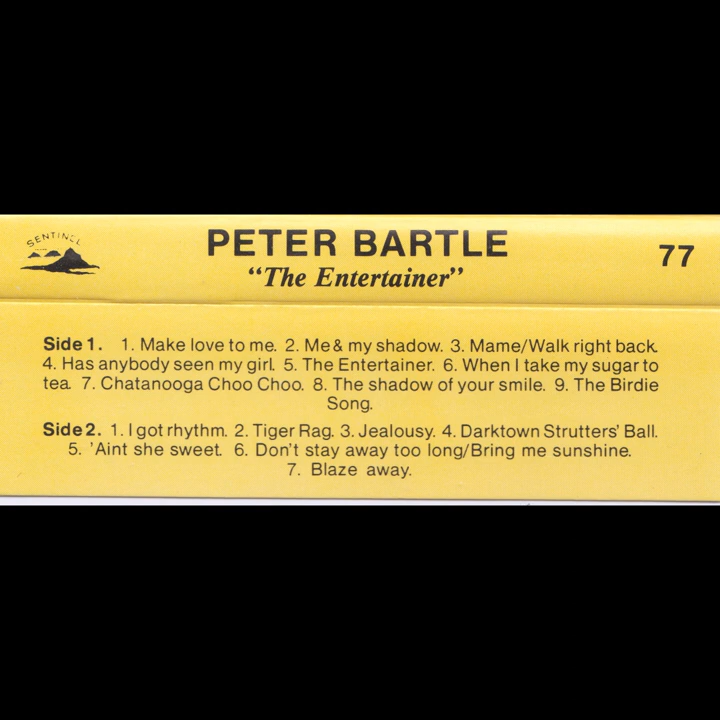 SENTINEL
PETER BARTLE
"The Entertainer"
77
Side 1. 1. Make love to me. 2. Me & my shadow. 3. Mame/Walk right back.
4. Has anybody seen my girl. 5. The Entertainer. 6. When I take my sugar to
tea. 7. Chatanooga Choo Choo. 8. The shadow of your smile. 9. The Birdie
Song.
Side 2. 1. I got rhythm. 2. Tiger Rag. 3. Jealousy. 4. Darktown Strutters' Ball.
5. 'Aint she sweet. 6. Don't stay away too long/Bring me sunshine.
7. Blaze away.